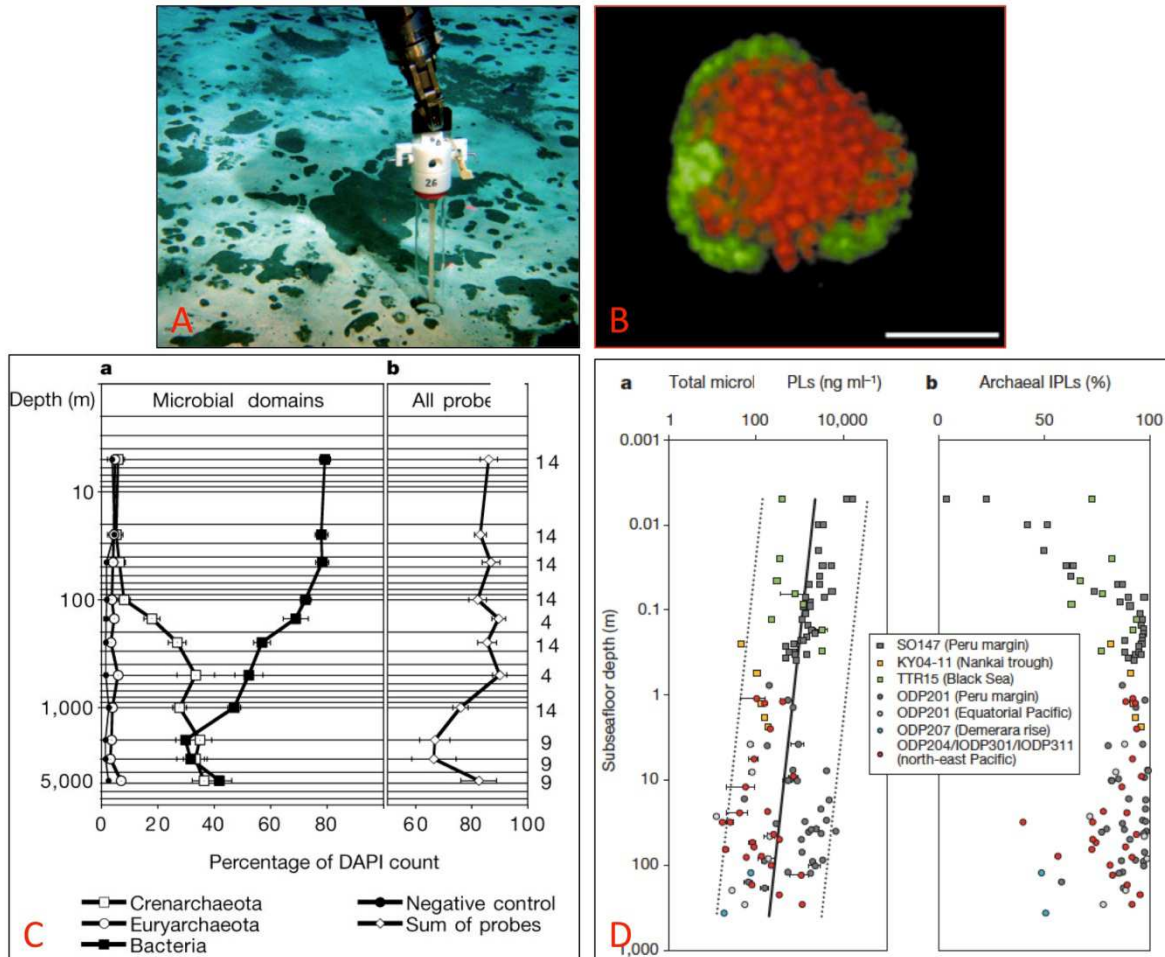 26
A
B
a
b
Depth (m)
Microbial domains
All probe
14
10
14
14
100
14
4
14
4
1,000
14
9
9
5,000
9
0
20
40
60
80
0
20
40
60
80
100
Percentage of DAPI count
Crenarchaeota
Negative control
Euryarchaeota
Sum of probes
Bacteria
C
a
Total microl
PLs (ng ml–1)
b
Archaeal IPLs (%)
1
100
10,000
0
50
100
0.001
0.01
0.1
1
10
100
1,000
Subseafloor depth (m)
SO147 (Peru margin)
KY04-11 (Nankai trough)
TTR15 (Black Sea)
ODP201 (Peru margin)
ODP201 (Equatorial Pacific)
ODP207 (Demerara rise)
ODP204/IODP301/IODP311
(north-east Pacific)
D